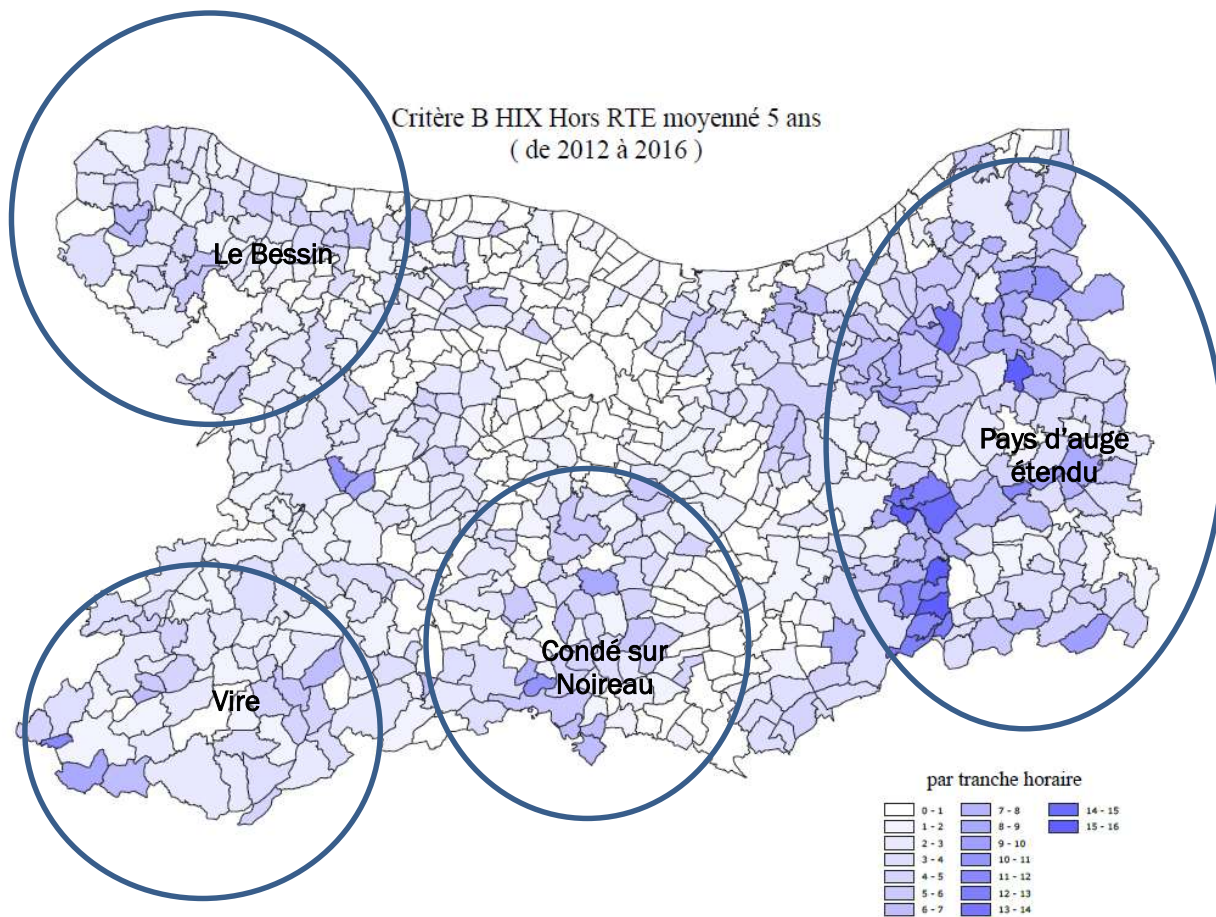 Critère B HIX Hors RTE moyenné 5 ans
( de 2012 à 2016 )
Le Bessin
Pays d'auge
étendu
Condé sur
Noireau
Vire
par tranche horaire
0 - 1
1 - 2
2 - 3
3 - 4
4 - 5
5 - 6
6 - 7
7 - 8
8 - 9
9 - 10
10 - 11
11 - 12
12 - 13
13 - 14
14 - 15
15 - 16